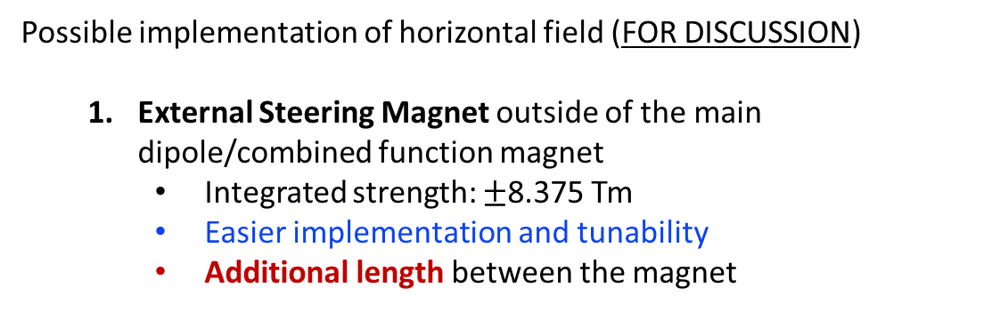 Possible implementation of horizontal field (FOR DISCUSSION)
1. External Steering Magnet outside of the main
dipole/combined function magnet
• Integrated strength: ±8.375 Tm
• Easier implementation and tunability
• Additional length between the magnet